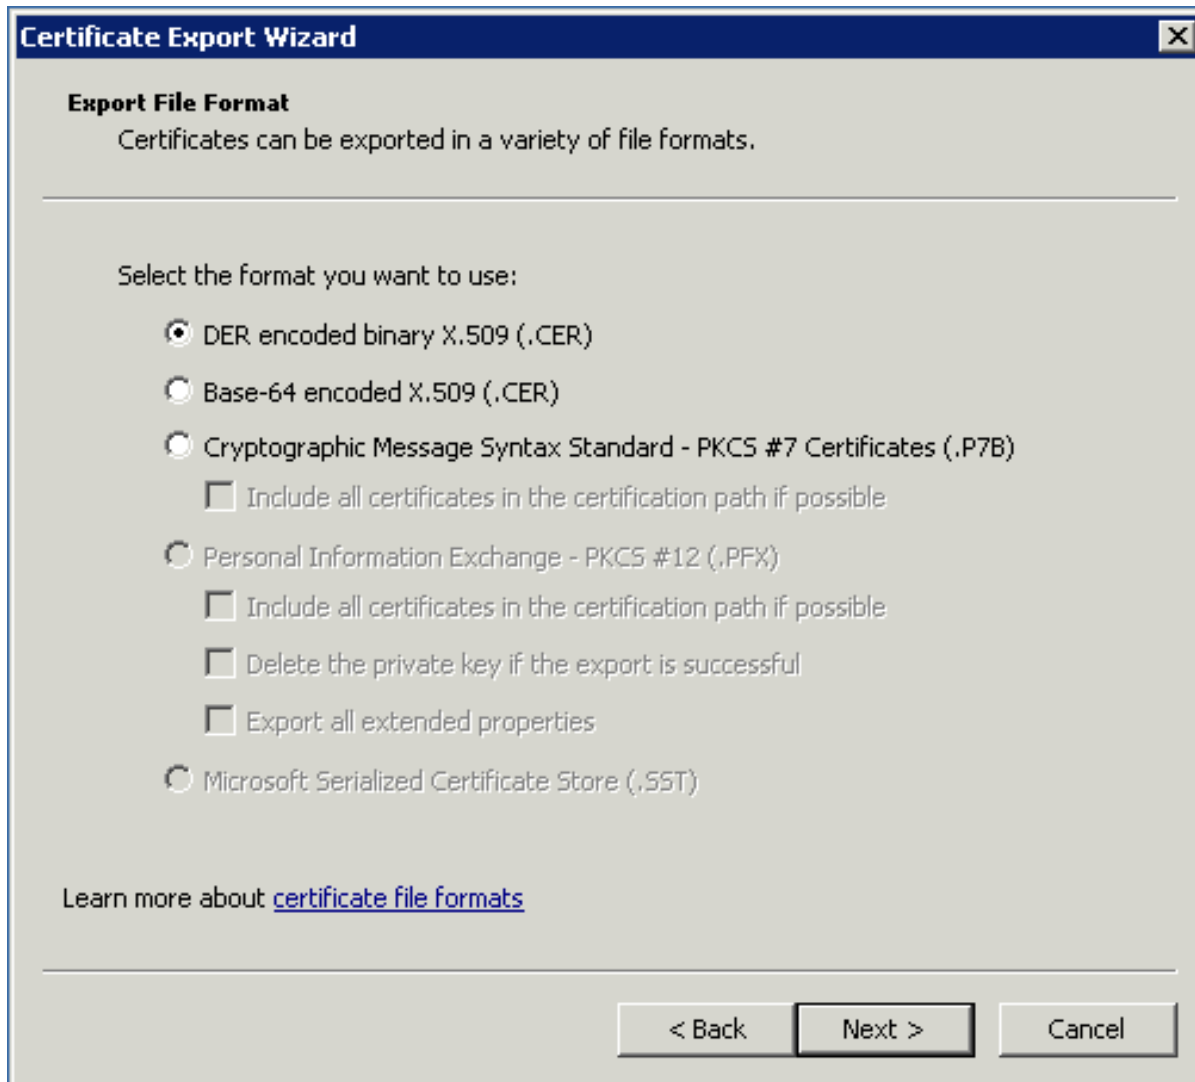 Certificate Export Wizard
Export File Format
Certificates can be exported in a variety of file formats.
Select the format you want to use:
DER encoded binary X.509 (.CER)
Base-64 encoded X.509 (.CER)
Cryptographic Message Syntax Standard - PKCS #7 Certificates (.P7B)
Include all certificates in the certification path if possible
Personal Information Exchange - PKCS #12 (.PFX)
Include all certificates in the certification path if possible
Delete the private key if the export is successful
Export all extended properties
Microsoft Serialized Certificate Store (.SST)
Learn more about certificate file formats
< Back Next > Cancel